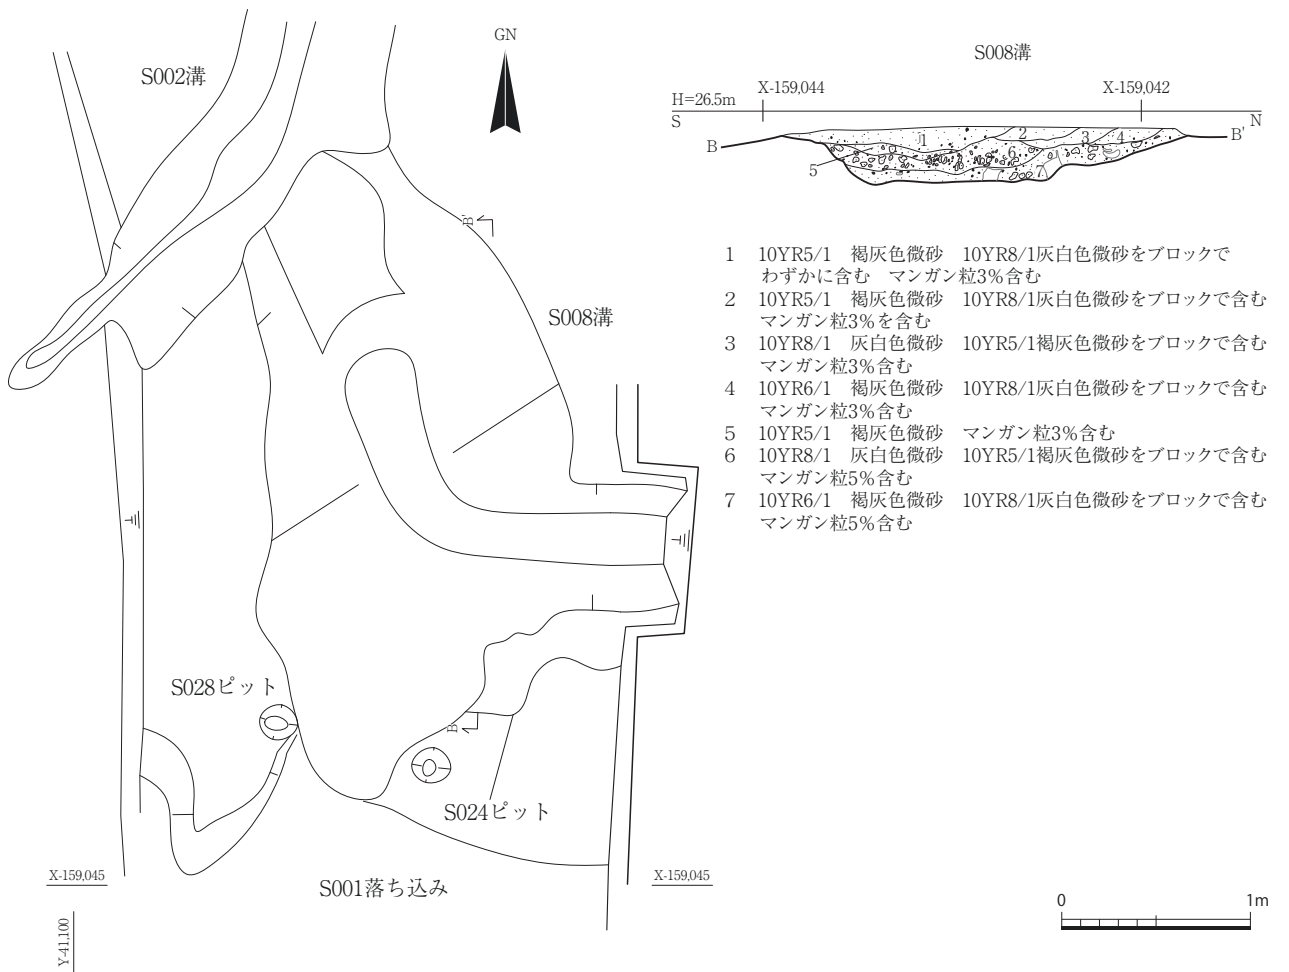 S002溝
GN
S008溝
X-159,044
X-159,042
H=26.5m
S
N
B
B'
1
2
3
4
5
6
7
B'
S008溝
1 10YR5/1 褐灰色微砂 10YR8/1灰白色微砂をブロックで
わずかに含む マンガン粒3%含む
2 10YR5/1 褐灰色微砂 10YR8/1灰白色微砂をブロックで含む
マンガン粒3%を含む
3 10YR8/1 灰白色微砂 10YR5/1褐灰色微砂をブロックで含む
マンガン粒3%含む
4 10YR6/1 褐灰色微砂 10YR8/1灰白色微砂をブロックで含む
マンガン粒3%含む
5 10YR5/1 褐灰色微砂 マンガン粒3%含む
6 10YR8/1 灰白色微砂 10YR5/1褐灰色微砂をブロックで含む
マンガン粒5%含む
7 10YR6/1 褐灰色微砂 10YR8/1灰白色微砂をブロックで含む
マンガン粒5%含む
S028ピット
B
S024ピット
X-159,045
S001落ち込み
X-159,045
Y-41,100
0
1m